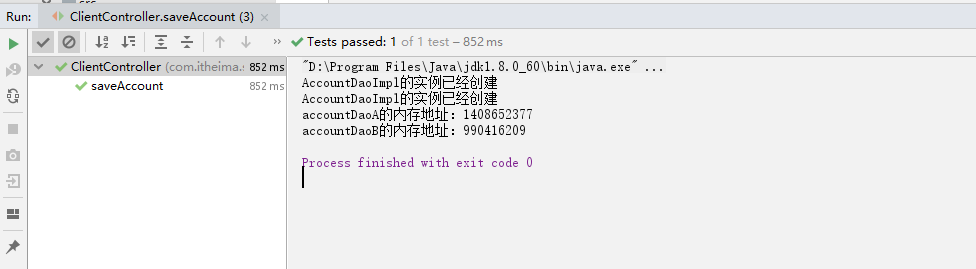 src
Run: ClientController.saveAccount (3) ×
» Tests passed: 1 of 1 test – 852 ms
ClientController (com.itheima.s 852 ms
saveAccount 852 ms
"D:\Program Files\Java\jdk1.8.0_60\bin\java.exe" ...
AccountDaoImpl的实例已经创建
AccountDaoImpl的实例已经创建
accountDaoA的内存地址：1408652377
accountDaoB的内存地址：990416209
Process finished with exit code 0